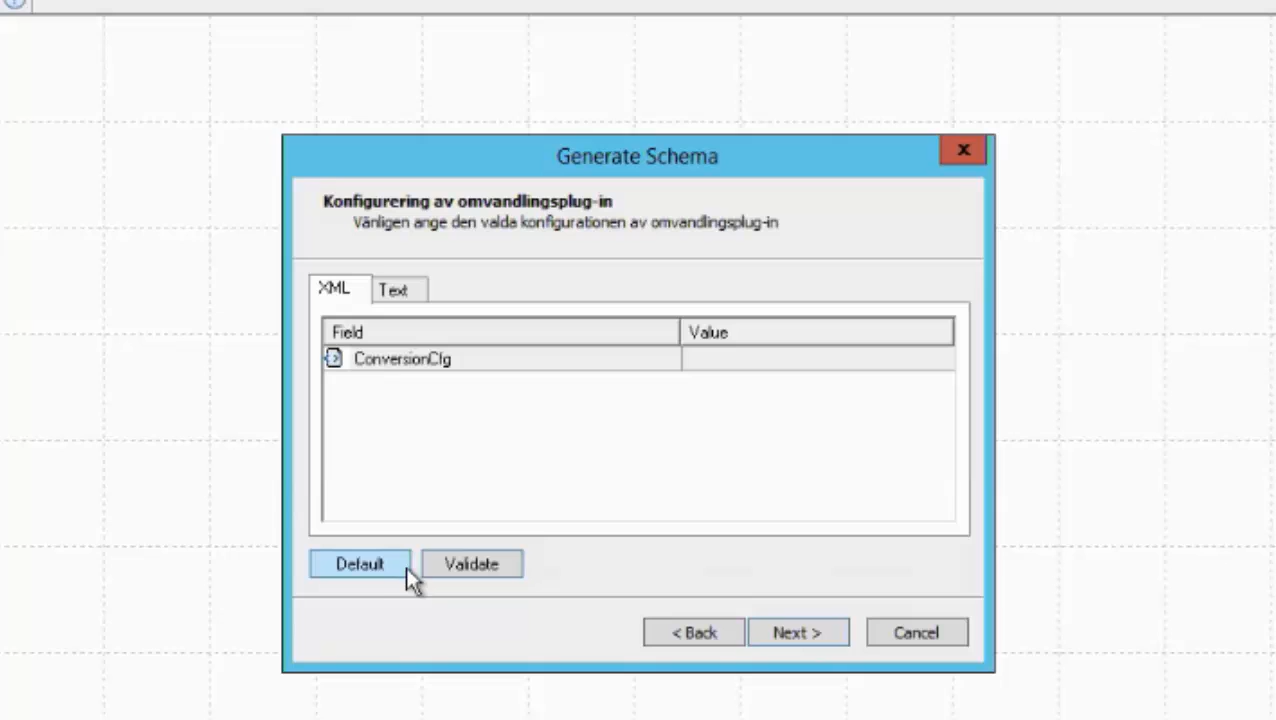 Generate Schema
x
Konfigurering av omvandlingsplug-in
Vänligen ange den valda konfigurationen av omvandlingsplug-in
XML Text
Field Value
ConversionCfg
Default Validate
< Back Next > Cancel